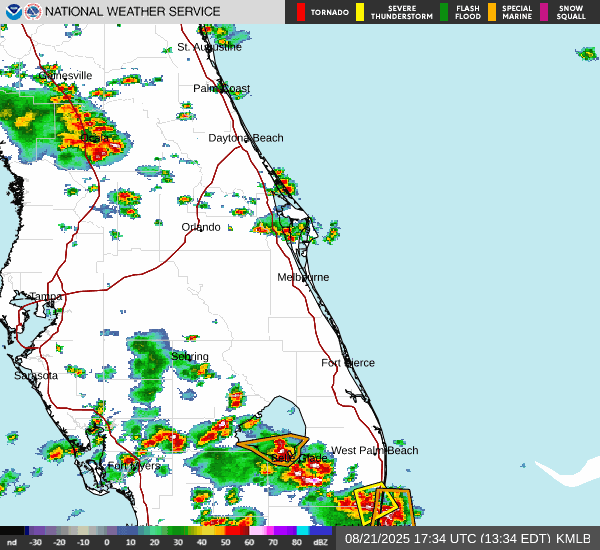 NATIONAL WEATHER SERVICE
TORNADO
SEVERE THUNDERSTORM
FLASH FLOOD
SPECIAL MARINE
SNOW SQUALL
St. Augustine
Gainesville
Palm Coast
Ocala
Daytona Beach
Orlando
Melbourne
Tampa
Sebring
Fort Pierce
Sarasota
West Palm Beach
Belle Glade
Fort Myers
nd -30 -20 -10 0 10 20 30 40 50 60 70 80 dBZ
08/21/2025 17:34 UTC (13:34 EDT) KMLB